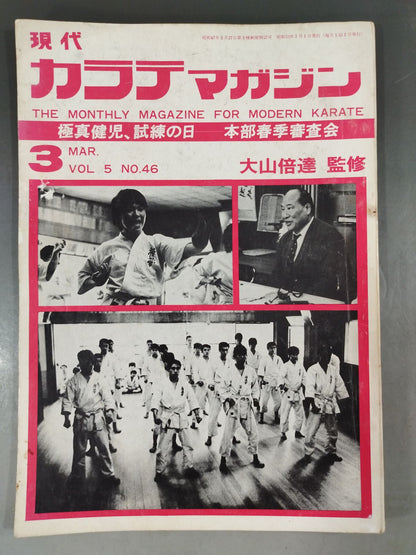 現代
カラテマガジン
THE MONTHLY MAGAZINE FOR MODERN KARATE
極真健児、試練の日 本部春季審査会
3 MAR.
VOL 5 NO.46
大山倍達 監修